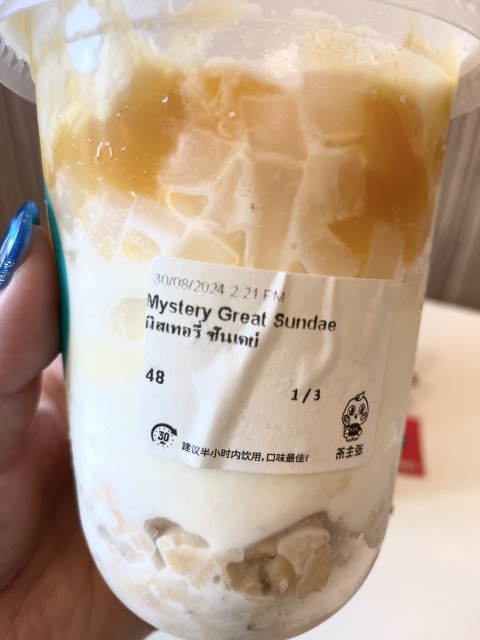 30/08/2024 2:21 PM
Mystery Great Sundae
มิสเทอรี่ ซันเดย์
48
1/3
30
建议半小时内饮用,口味最佳!
茶主张